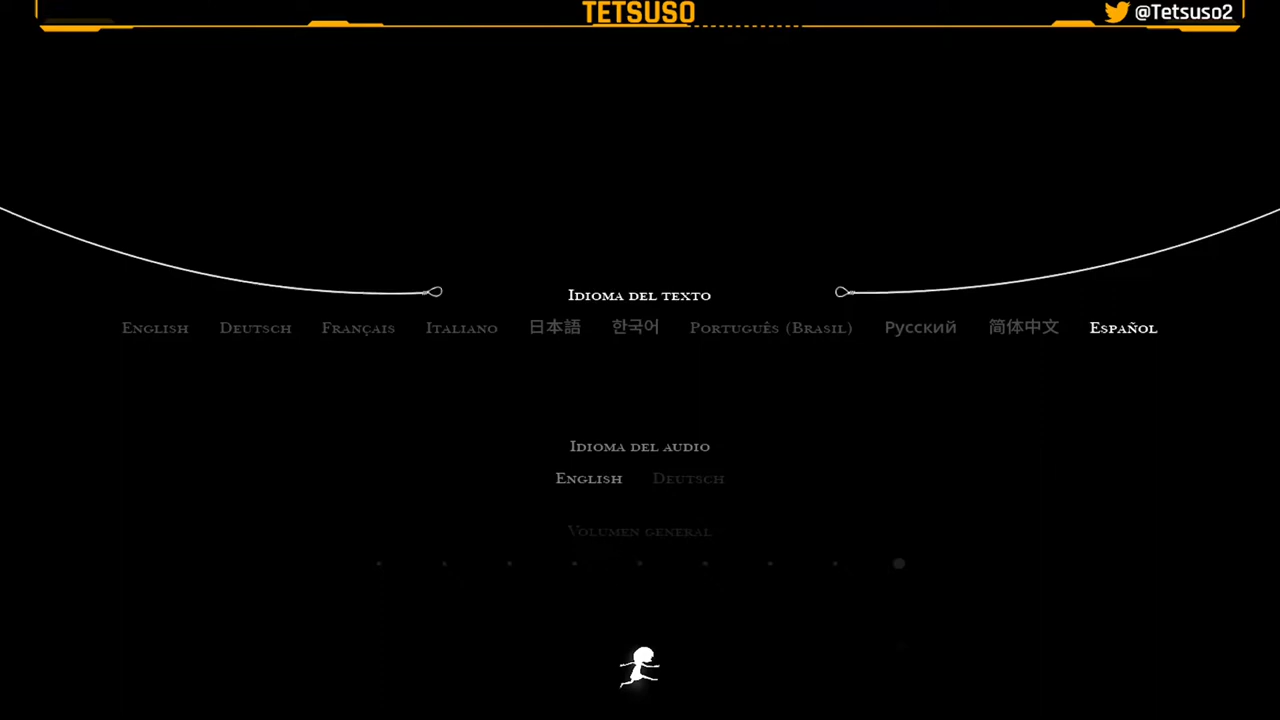 TETSUSO
@Tetsuso2
Idioma del texto
English Deutsch Français Italiano 日本語 한국어 Português (Brasil) Русский 简体中文 Español
Idioma del audio
English Deutsch
Volumen general